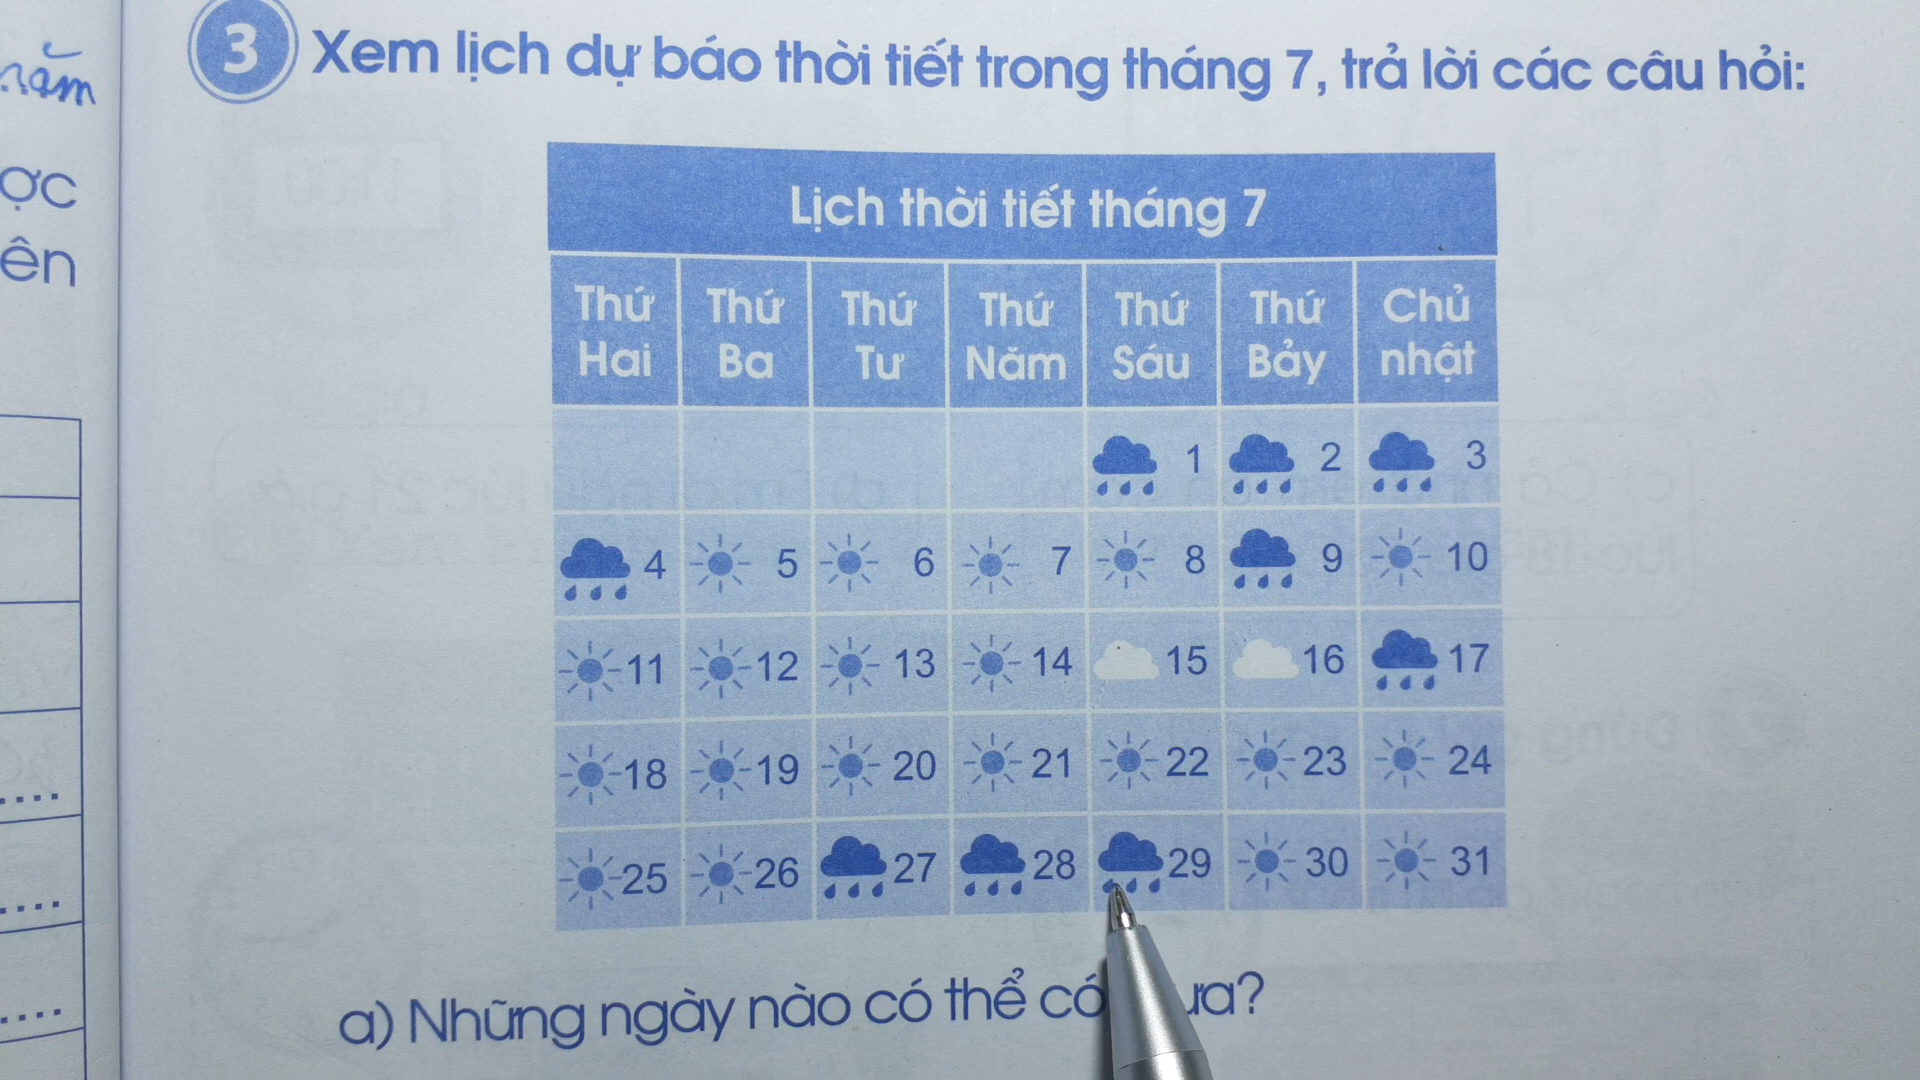 3 Xem lịch dự báo thời tiết trong tháng 7, trả lời các câu hỏi:
năm
ợc
ên
Lịch thời tiết tháng 7
Thứ Hai Thứ Ba Thứ Tư Thứ Năm Thứ Sáu Thứ Bảy Chủ nhật
1 2 3
4 5 6 7 8 9 10
11 12 13 14 15 16 17
18 19 20 21 22 23 24
25 26 27 28 29 30 31
a) Những ngày nào có thể có ưa?